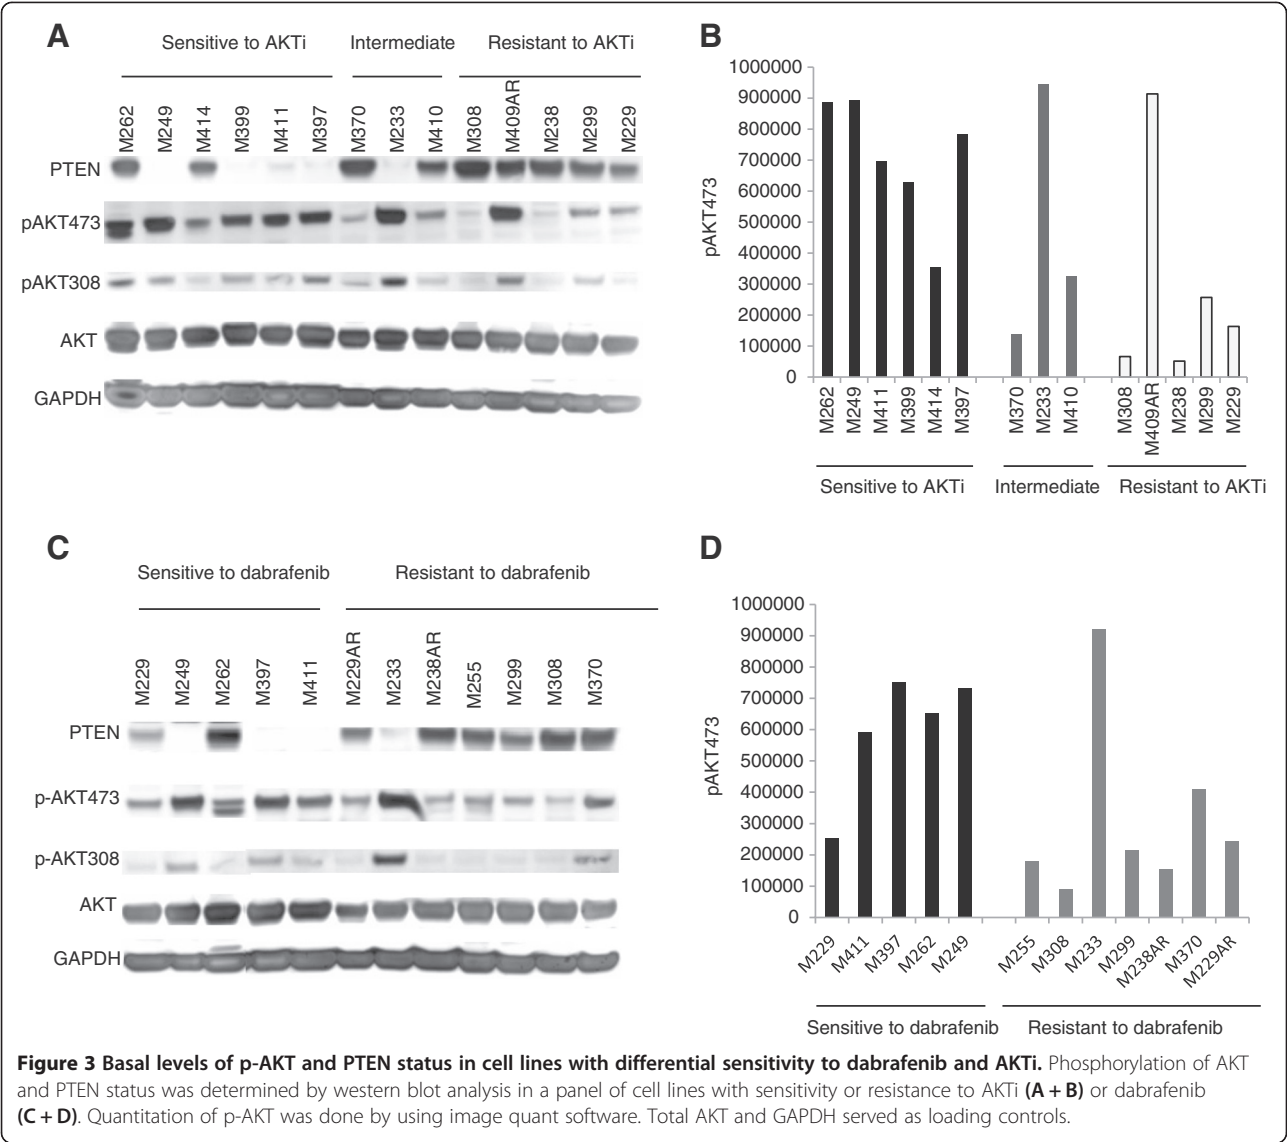 A
Sensitive to AKTi Intermediate Resistant to AKTi
M262 M249 M414 M399 M411 M397 M370 M233 M410 M308 M409AR M238 M299 M229
PTEN
pAKT473
pAKT308
AKT
GAPDH
B
1000000
900000
800000
700000
600000
500000
400000
300000
200000
100000
0
pAKT473
M262 M249 M411 M399 M414 M397 M370 M233 M410 M308 M409AR M238 M299 M229
Sensitive to AKTi Intermediate Resistant to AKTi
C
Sensitive to dabrafenib Resistant to dabrafenib
M229 M249 M262 M397 M411 M229AR M233 M238AR M255 M299 M308 M370
PTEN
p-AKT473
p-AKT308
AKT
GAPDH
D
1000000
900000
800000
700000
600000
500000
400000
300000
200000
100000
0
pAKT473
M229 M411 M397 M262 M249 M255 M308 M233 M299 M238AR M370 M229AR
Sensitive to dabrafenib Resistant to dabrafenib
Figure 3 Basal levels of p-AKT and PTEN status in cell lines with differential sensitivity to dabrafenib and AKTi. Phosphorylation of AKT
and PTEN status was determined by western blot analysis in a panel of cell lines with sensitivity or resistance to AKTi (A + B) or dabrafenib
(C + D). Quantitation of p-AKT was done by using image quant software. Total AKT and GAPDH served as loading controls.